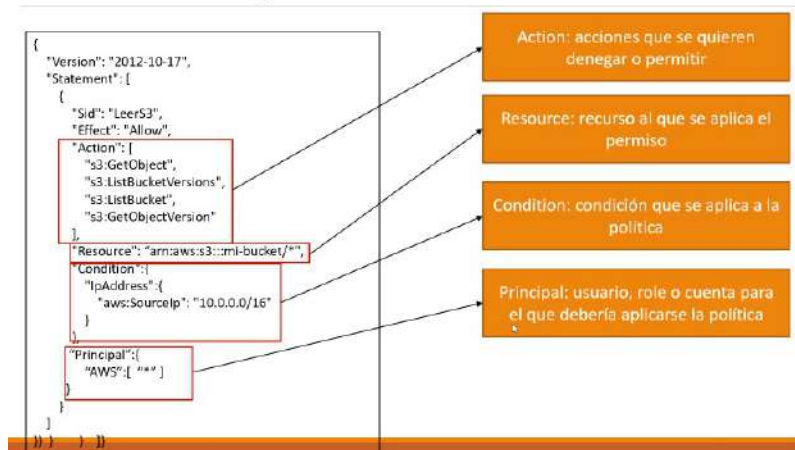 {
"Version": "2012-10-17",
"Statement": [
{
"Sid": "LeerS3",
"Effect": "Allow",
"Action": [
"s3:GetObject",
"s3:ListBucketVersions",
"s3:ListBucket",
"s3:GetObjectVersion"
],
"Resource": "arn:aws:s3:::mi-bucket/*",
"Condition":{
"IpAddress":{
"aws:SourceIp": "10.0.0.0/16"
}
},
"Principal":{
"AWS":[ "*" ]
}
}
]
}} } } ]}
Action: acciones que se quieren
denegar o permitir
Resource: recurso al que se aplica el
permiso
Condition: condición que se aplica a la
política
Principal: usuario, role o cuenta para
el que debería aplicarse la política